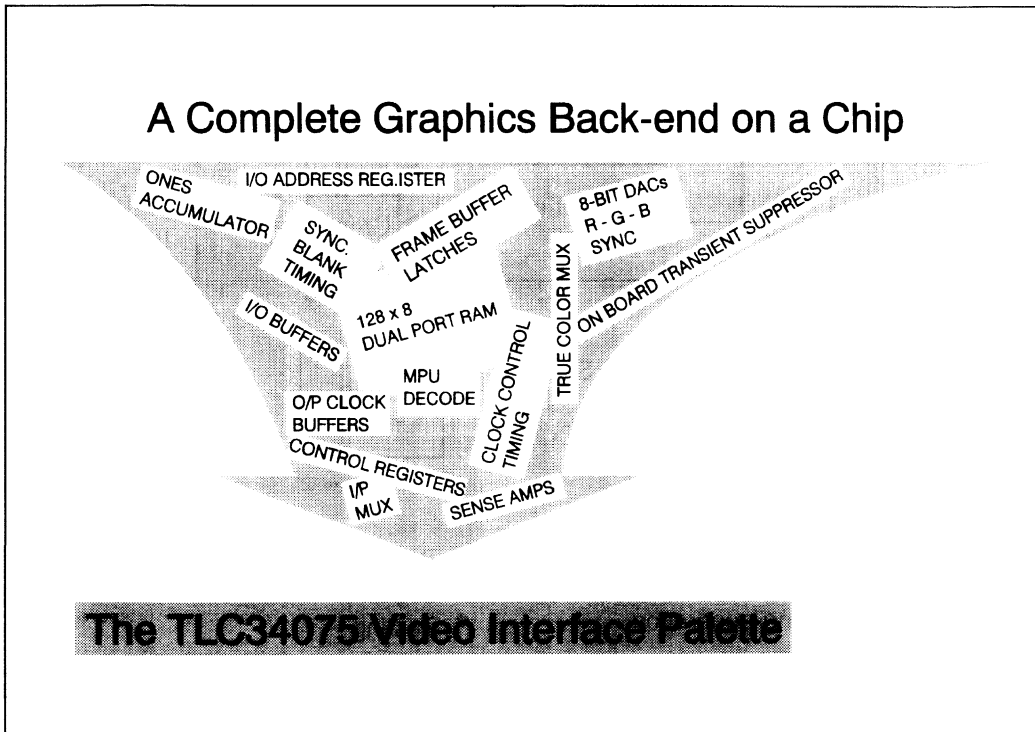 A Complete Graphics Back-end on a Chip
ONES
ACCUMULATOR
I/O ADDRESS REG.ISTER
SYNC.
BLANK
TIMING
FRAME BUFFER
LATCHES
8-BIT DACs
R - G - B
SYNC
TRUE COLOR MUX
ON BOARD TRANSIENT SUPPRESSOR
I/O BUFFERS
128 x 8
DUAL PORT RAM
MPU
DECODE
CLOCK CONTROL
TIMING
O/P CLOCK
BUFFERS
CONTROL REGISTERS
I/P
MUX
SENSE AMPS
The TLC34075 Video Interface Palette